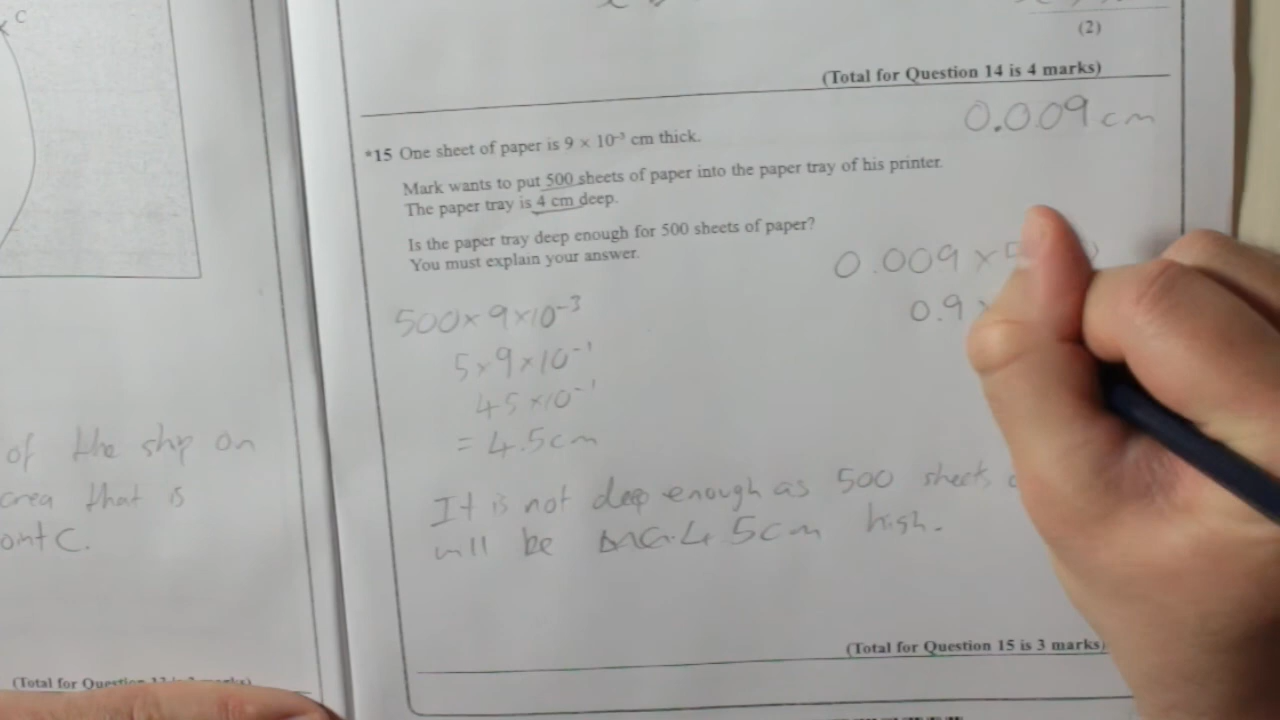 C
of the ship on
area that is
oint C.
(Total for Question
(2)
(Total for Question 14 is 4 marks)
0.009 cm
*15 One sheet of paper is 9 × 10⁻³ cm thick.
Mark wants to put 500 sheets of paper into the paper tray of his printer.
The paper tray is 4 cm deep.
Is the paper tray deep enough for 500 sheets of paper?
You must explain your answer.
500 × 9 × 10⁻³
5 × 9 × 10⁻¹
45 × 10⁻¹
= 4.5cm
0.009 × 5
0.9 ×
It is not deep enough as 500 sheets
will be 4.5cm high.
(Total for Question 15 is 3 marks)